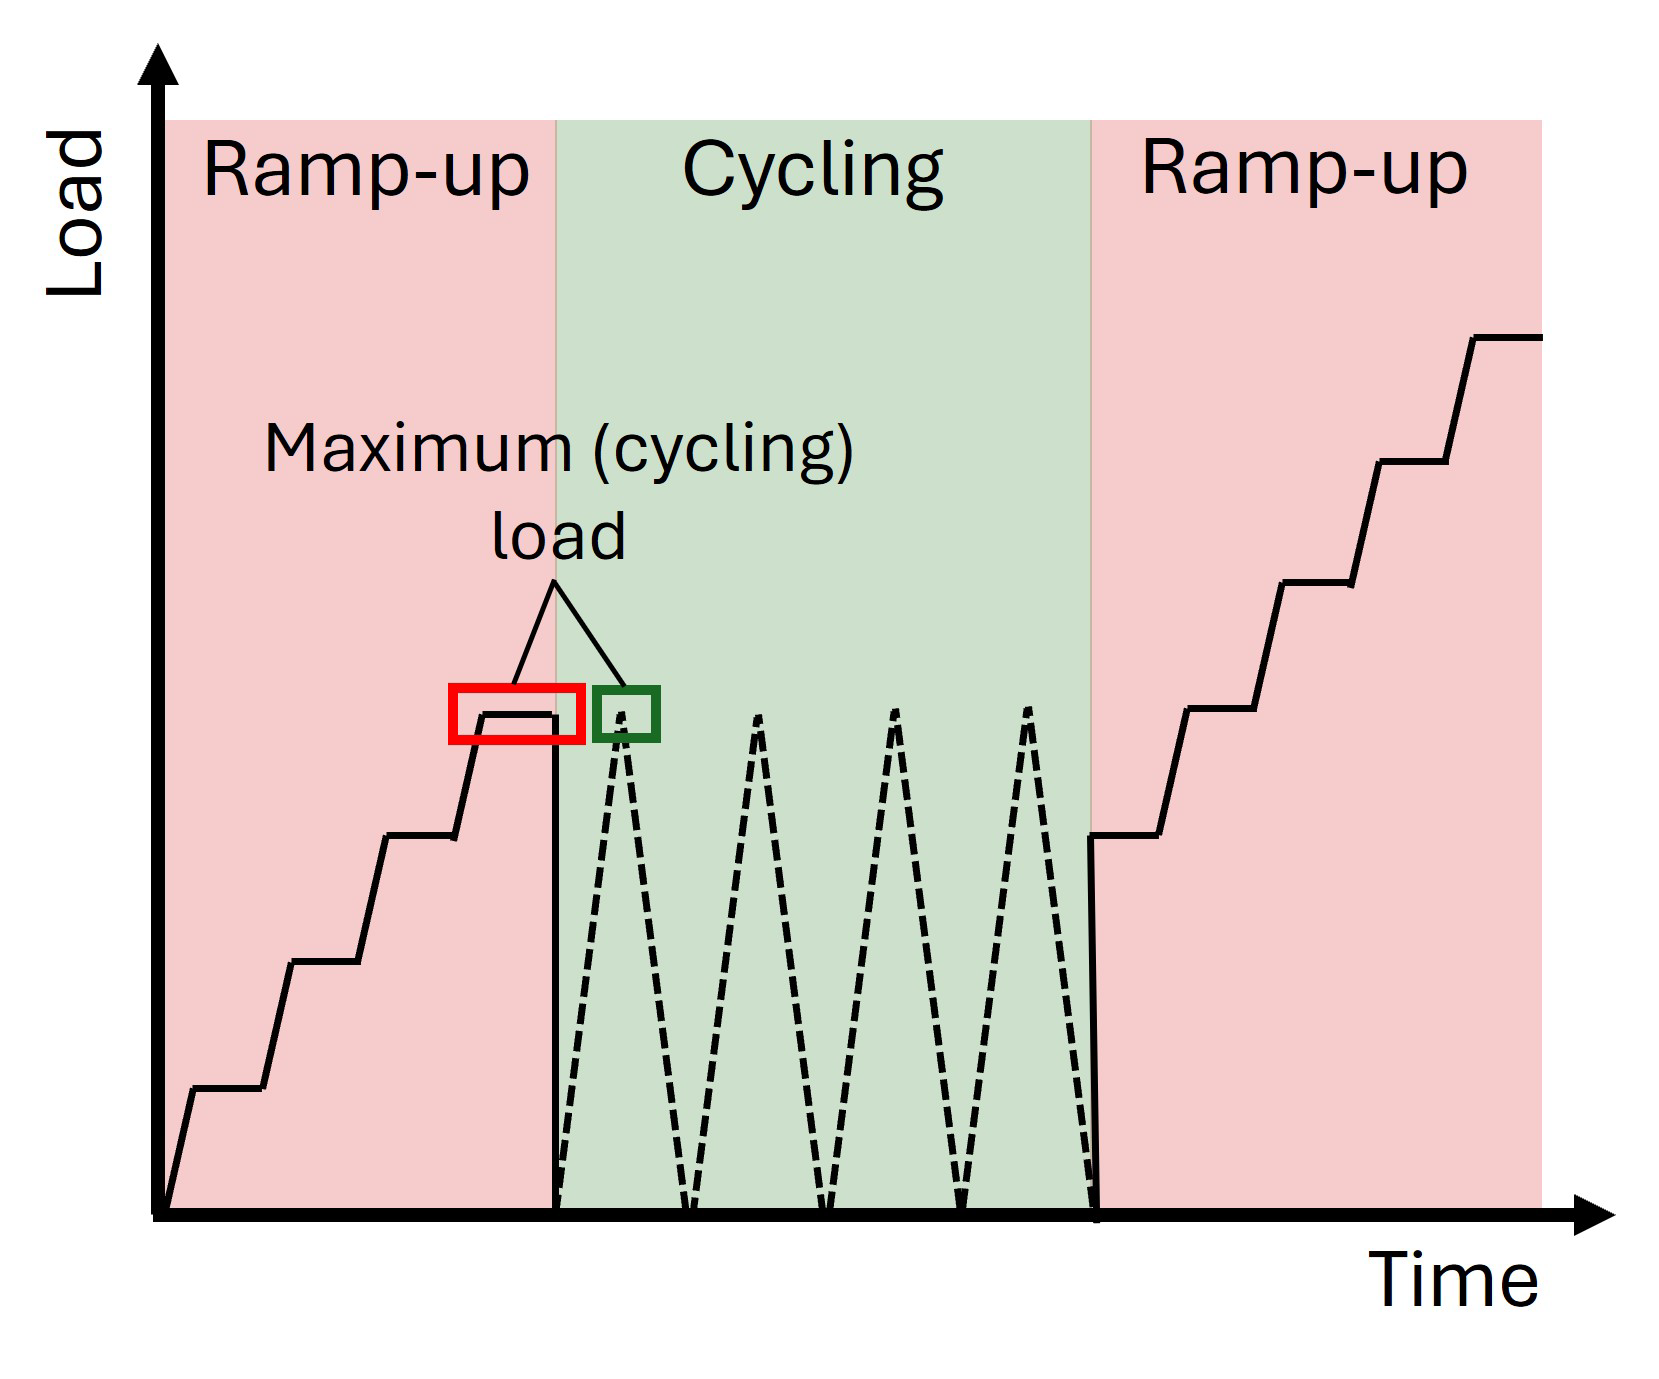 Load
Ramp-up
Cycling
Ramp-up
Maximum (cycling)
load
Time